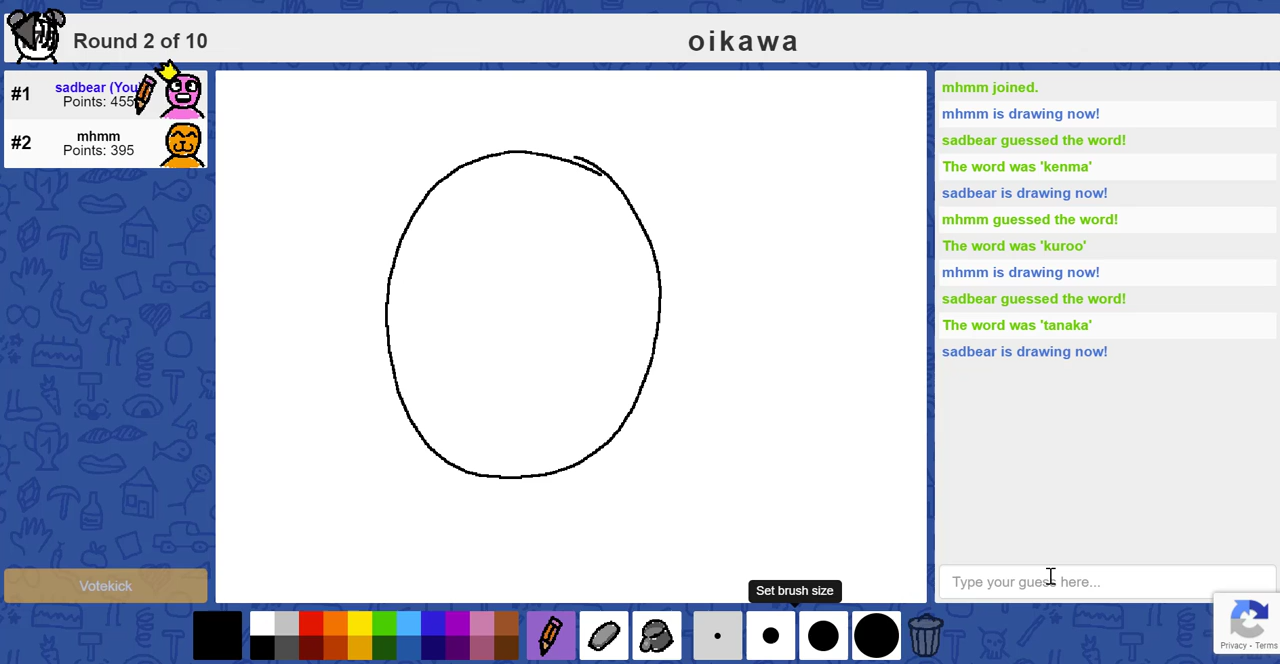 Round 2 of 10
oikawa
#1
sadbear (You
Points: 455
#2
mhmm
Points: 395
mhmm joined.
mhmm is drawing now!
sadbear guessed the word!
The word was 'kenma'
sadbear is drawing now!
mhmm guessed the word!
The word was 'kuroo'
mhmm is drawing now!
sadbear guessed the word!
The word was 'tanaka'
sadbear is drawing now!
Votekick
Type your guess here...
Set brush size
Privacy - Terms